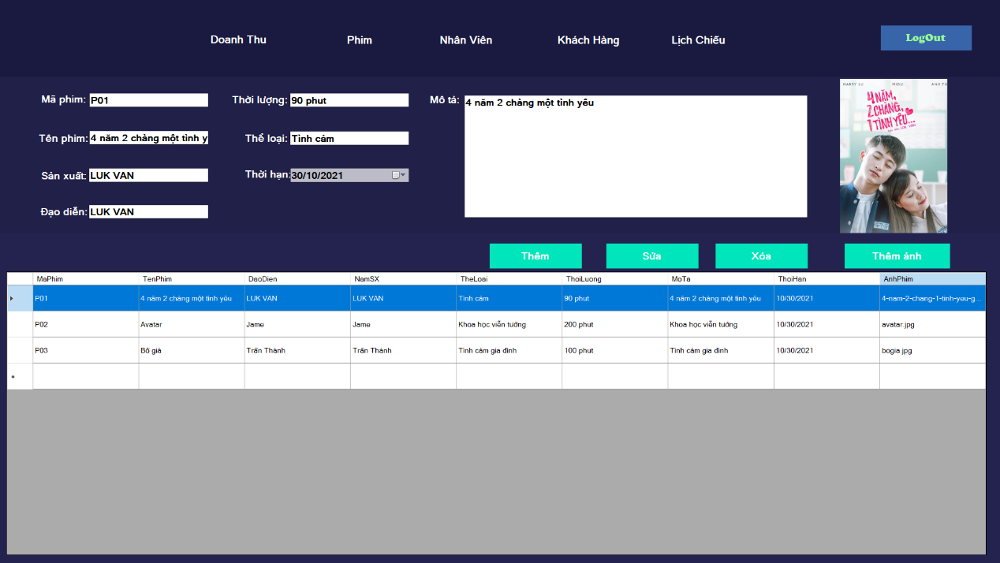 Doanh Thu Phim Nhân Viên Khách Hàng Lịch Chiếu LogOut
Mã phim: P01 Thời lượng: 90 phut Mô tả: 4 năm 2 chàng một tình yêu
Tên phim: 4 năm 2 chàng một tình y Thể loại: Tình cảm
Sản xuất: LUK VAN Thời hạn: 30/10/2021
Đạo diễn: LUK VAN
HARRY LU MIDU ANH TU
4 NĂM,
2 CHÀNG,
1 TÌNH YÊU...
LUK VAN
Thêm Sửa Xóa Thêm ảnh
MaPhim TenPhim DaoDien NamSX TheLoai ThoiLuong MoTa ThoiHan AnhPhim
P01 4 năm 2 chàng một tình yêu LUK VAN LUK VAN Tình cảm 90 phut 4 năm 2 chàng một tình yêu 10/30/2021 4-nam-2-chang-1-tinh-yeu-g...
P02 Avatar Jame Jame Khoa học viễn tưởng 200 phut Khoa học viễn tưởng 10/30/2021 avatar.jpg
P03 Bố già Trấn Thành Trấn Thành Tình cảm gia đình 100 phut Tình cảm gia đình 10/30/2021 bogia.jpg